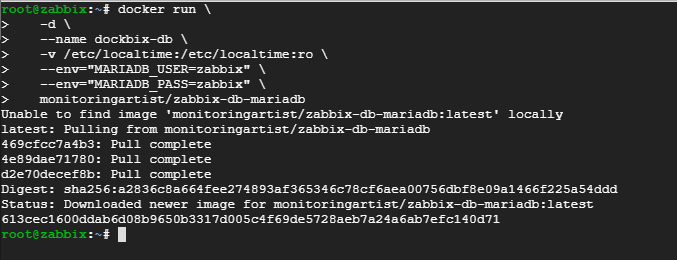 root@zabbix:~# docker run \
>    -d \
>    --name dockbix-db \
>    -v /etc/localtime:/etc/localtime:ro \
>    --env="MARIADB_USER=zabbix" \
>    --env="MARIADB_PASS=zabbix" \
>    monitoringartist/zabbix-db-mariadb
Unable to find image 'monitoringartist/zabbix-db-mariadb:latest' locally
latest: Pulling from monitoringartist/zabbix-db-mariadb
469cfcc7a4b3: Pull complete
4e89dae71780: Pull complete
d2e70decef8b: Pull complete
Digest: sha256:a2836c8a664fee274893af365346c78cf6aea00756dbf8e09a1466f225a54ddd
Status: Downloaded newer image for monitoringartist/zabbix-db-mariadb:latest
613cec1600ddab6d08b9650b3317d005c4f69de5728aeb7a24a6ab7efc140d71
root@zabbix:~#